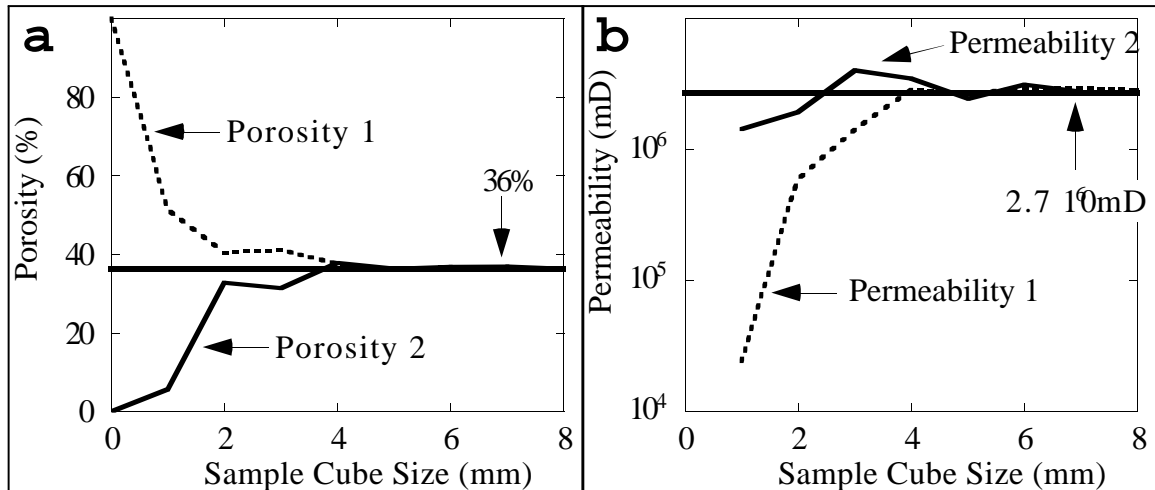 a
Porosity (%)
80
60
40
20
0
Porosity 1
36%
Porosity 2
0 2 4 6 8
Sample Cube Size (mm)
b
Permeability (mD)
10⁶
10⁵
10⁴
Permeability 2
2.7 10⁶mD
Permeability 1
0 2 4 6 8
Sample Cube Size (mm)